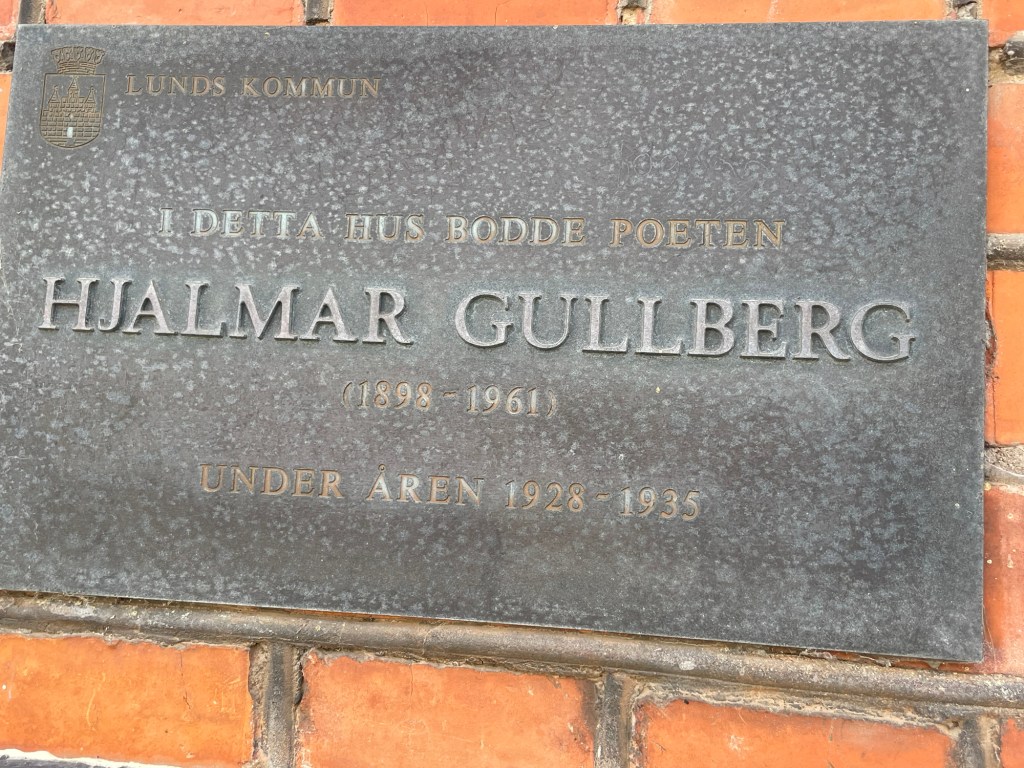 LUNDS KOMMUN
I DETTA HUS BODDE POETEN
HJALMAR GULLBERG
(1898-1961)
UNDER ÅREN 1928-1935